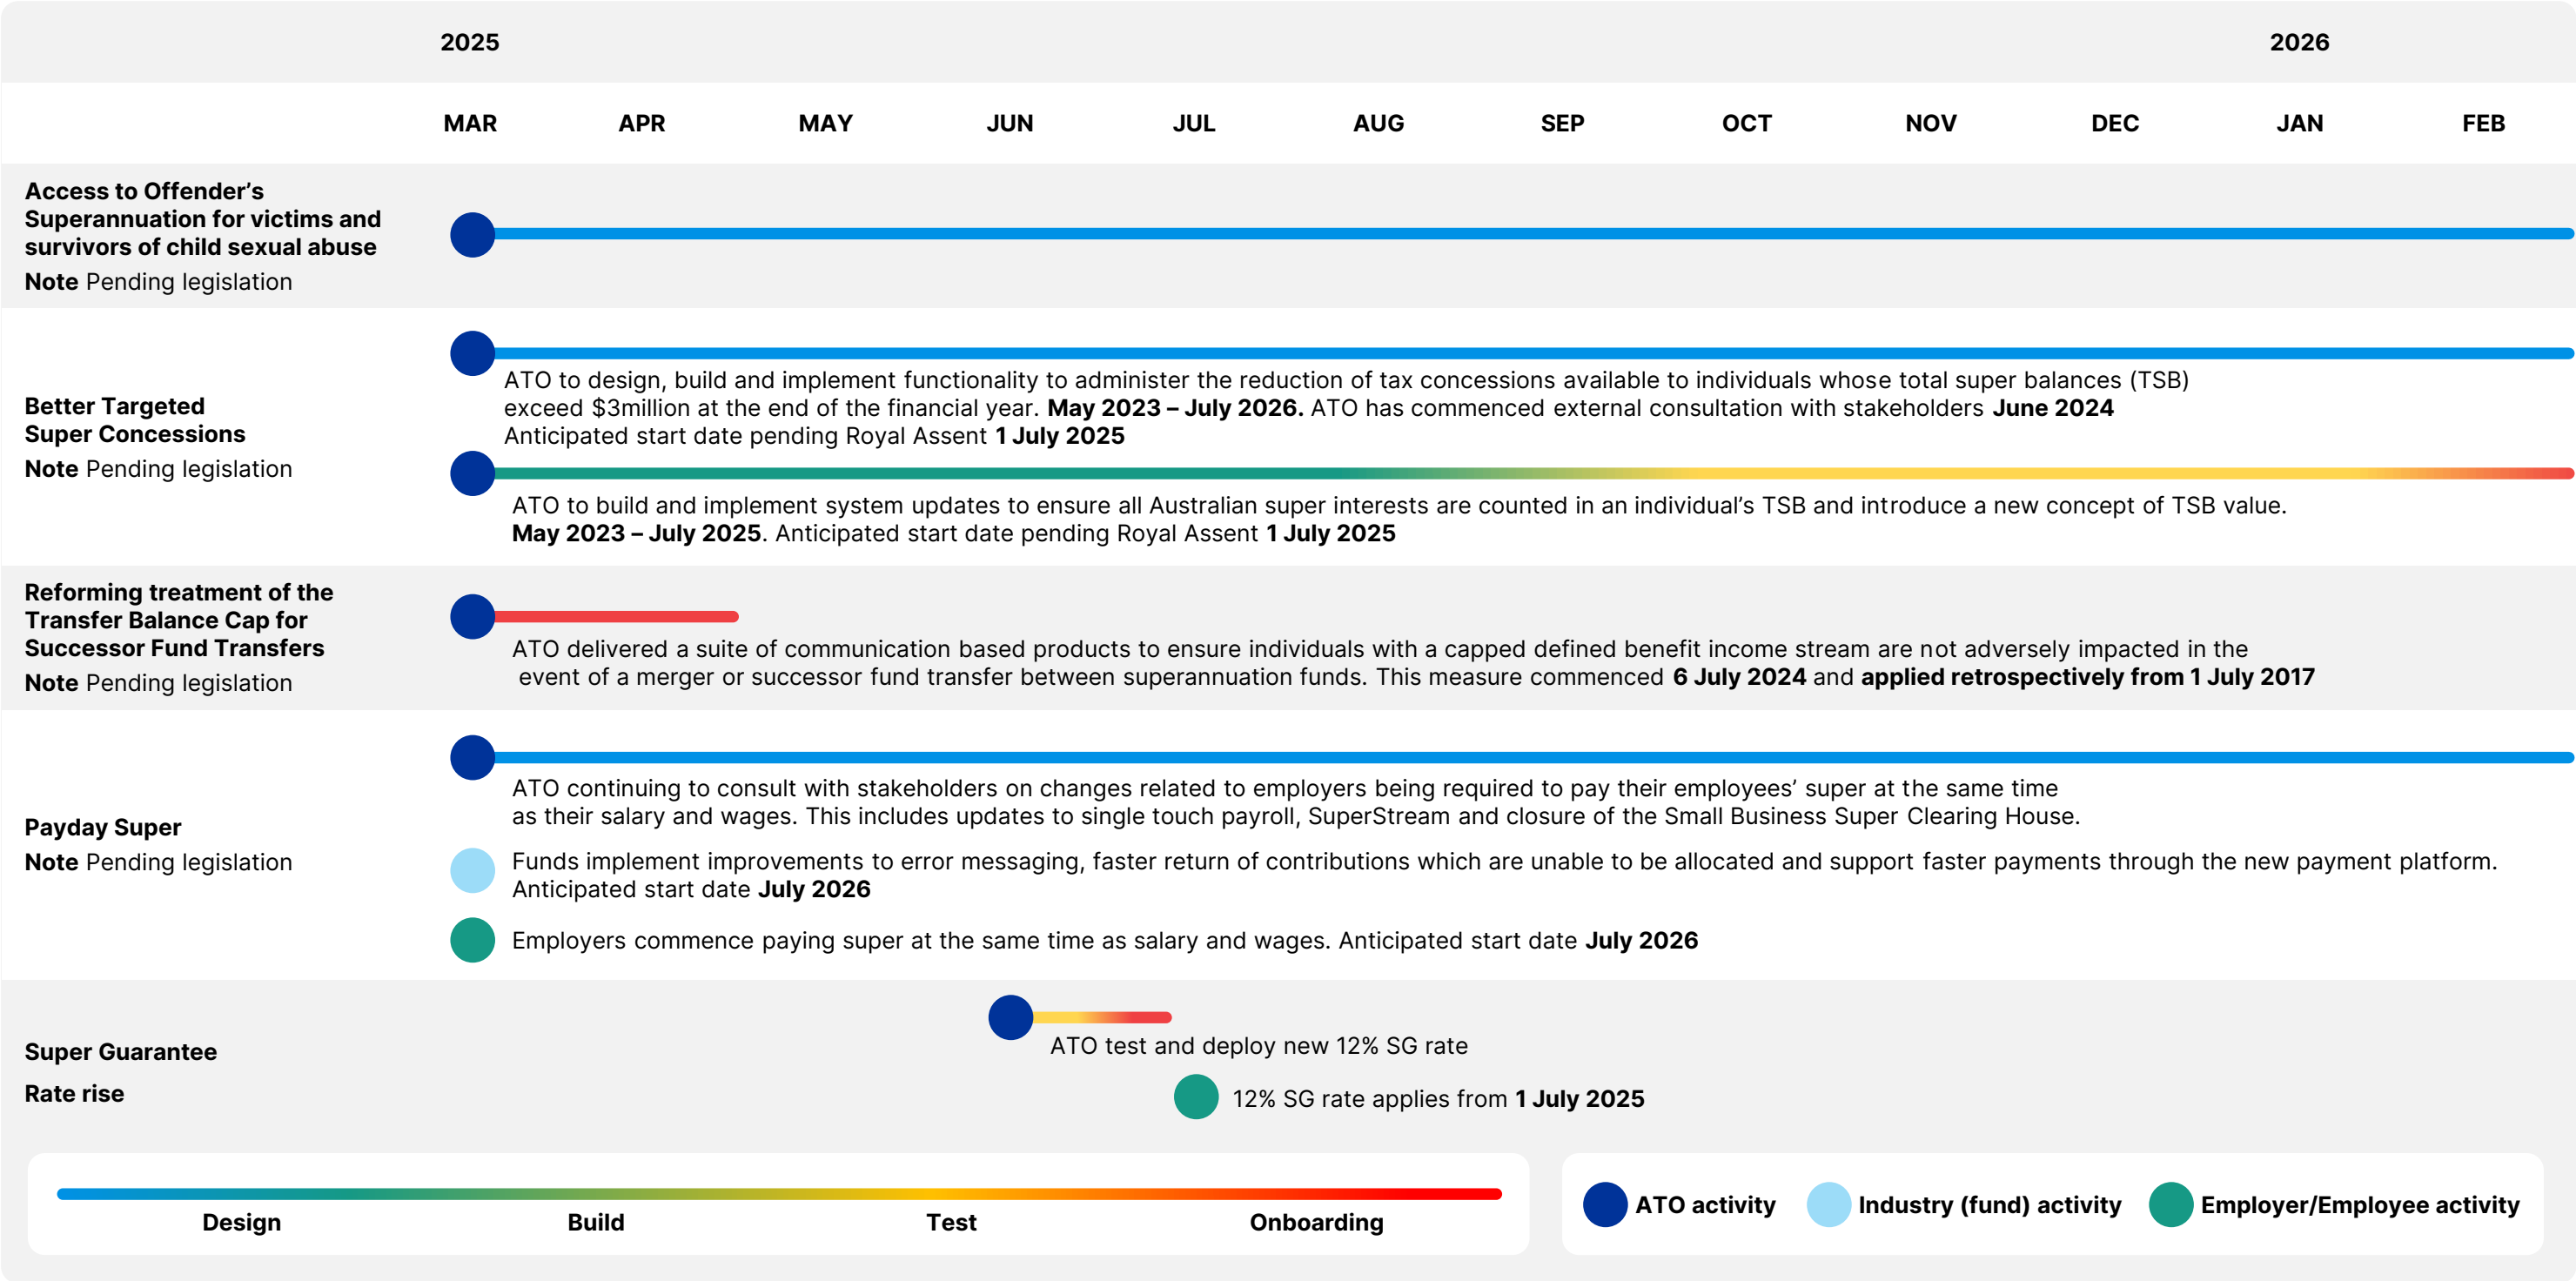 2025 2026
MAR APR MAY JUN JUL AUG SEP OCT NOV DEC JAN FEB
Access to Offender’s
Superannuation for victims and
survivors of child sexual abuse
Note Pending legislation
Better Targeted
Super Concessions
Note Pending legislation
ATO to design, build and implement functionality to administer the reduction of tax concessions available to individuals whose total super balances (TSB)
exceed $3million at the end of the financial year. May 2023 – July 2026. ATO has commenced external consultation with stakeholders June 2024
Anticipated start date pending Royal Assent 1 July 2025
ATO to build and implement system updates to ensure all Australian super interests are counted in an individual’s TSB and introduce a new concept of TSB value.
May 2023 – July 2025. Anticipated start date pending Royal Assent 1 July 2025
Reforming treatment of the
Transfer Balance Cap for
Successor Fund Transfers
Note Pending legislation
ATO delivered a suite of communication based products to ensure individuals with a capped defined benefit income stream are not adversely impacted in the
event of a merger or successor fund transfer between superannuation funds. This measure commenced 6 July 2024 and applied retrospectively from 1 July 2017
Payday Super
Note Pending legislation
ATO continuing to consult with stakeholders on changes related to employers being required to pay their employees’ super at the same time
as their salary and wages. This includes updates to single touch payroll, SuperStream and closure of the Small Business Super Clearing House.
Funds implement improvements to error messaging, faster return of contributions which are unable to be allocated and support faster payments through the new payment platform.
Anticipated start date July 2026
Employers commence paying super at the same time as salary and wages. Anticipated start date July 2026
Super Guarantee
Rate rise
ATO test and deploy new 12% SG rate
12% SG rate applies from 1 July 2025
Design Build Test Onboarding
ATO activity Industry (fund) activity Employer/Employee activity